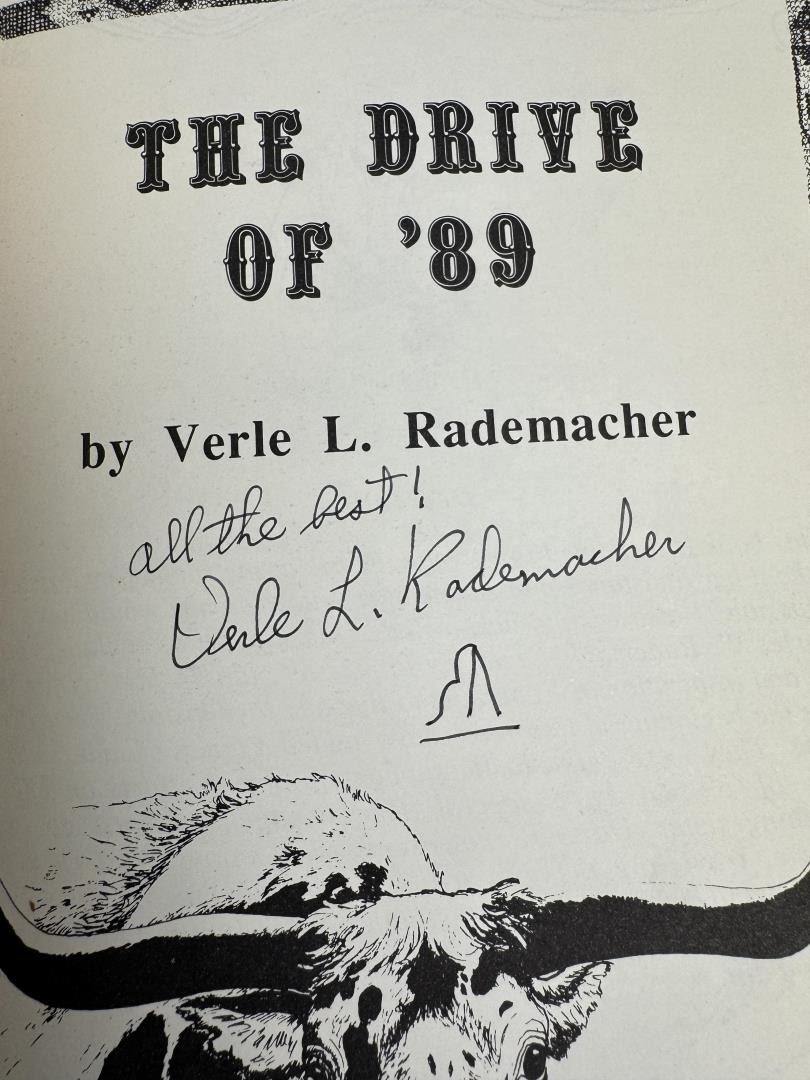 THE DRIVE
OF '89
by Verle L. Rademacher
all the best!
Verle L. Rademacher